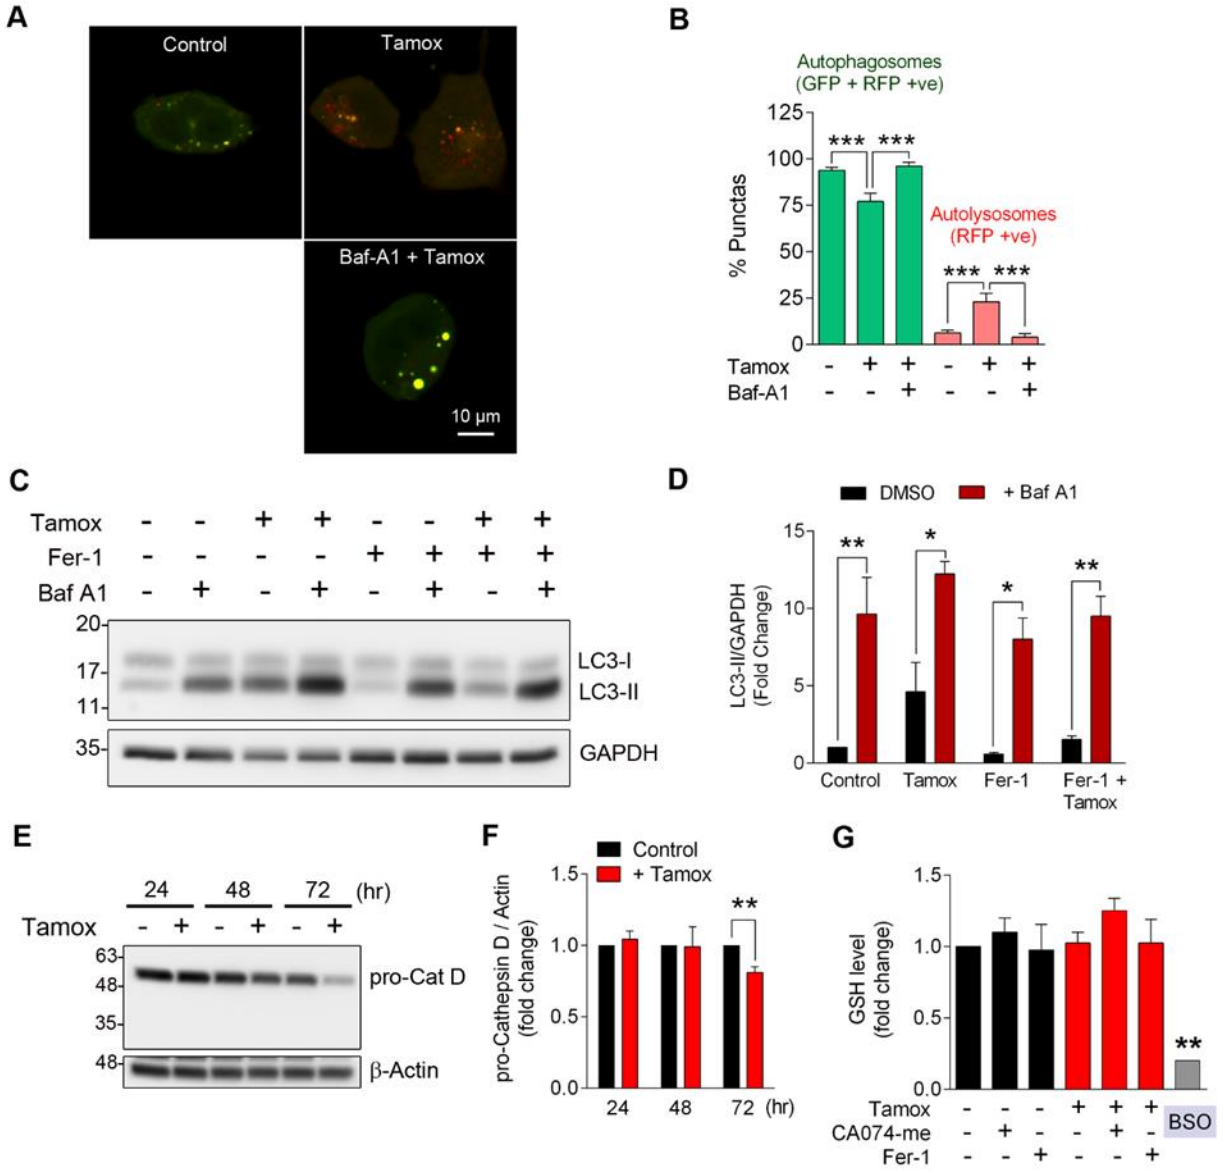 A
Control
Tamox
Baf-A1 + Tamox
10 µm
B
Autophagosomes
(GFP + RFP +ve)
125
100
75
50
25
0
% Punctas
*** ***
Autolysosomes
(RFP +ve)
*** ***
Tamox - + + - + +
Baf-A1 - - + - - +
C
Tamox - - + + - - + +
Fer-1 - - - - + + + +
Baf A1 - + - + - + - +
20
17
11
LC3-I
LC3-II
35
GAPDH
D
DMSO + Baf A1
15
10
5
0
LC3-II/GAPDH
(Fold Change)
** * * **
Control Tamox Fer-1 Fer-1 +
Tamox
E
24 48 72 (hr)
Tamox - + - + - +
63
48
35
pro-Cat D
48
β-Actin
F
Control
+ Tamox
1.5
1.0
0.5
0.0
pro-Cathepsin D / Actin
(fold change)
**
24 48 72 (hr)
G
1.5
1.0
0.5
0.0
GSH level
(fold change)
**
Tamox - - - + + +
CA074-me - + - - + -
Fer-1 - - + - - +
BSO